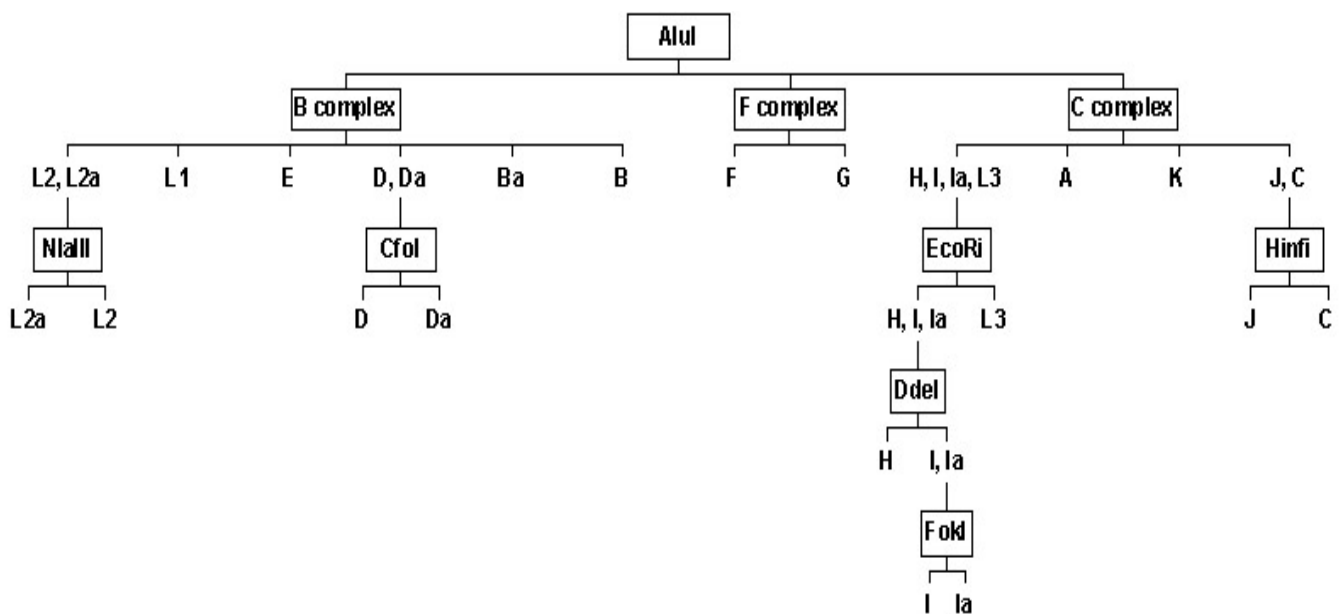 AluI
B complex F complex C complex
L2, L2a L1 E D, Da Ba B F G H, I, Ia, L3 A K J, C
NlaIII CfoI EcoRi Hinfi
L2a L2 D Da H, I, Ia L3 J C
DdeI
H I, Ia
FokI
I Ia